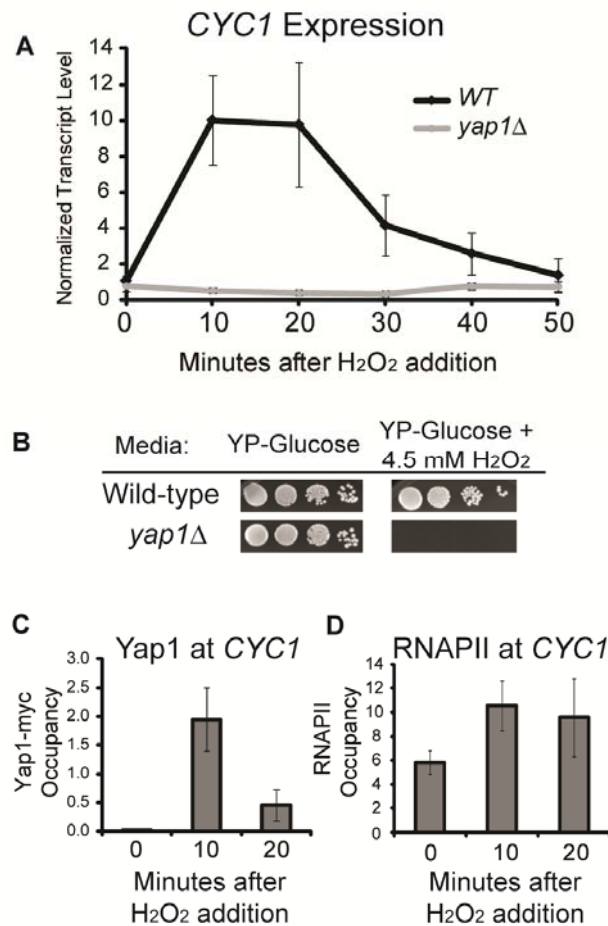 A
CYC1 Expression
Normalized Transcript Level
14
12
10
8
6
4
2
0
WT
yap1Δ
0 10 20 30 40 50
Minutes after H₂O₂ addition
B
Media: YP-Glucose YP-Glucose +
4.5 mM H₂O₂
Wild-type
yap1Δ
C Yap1 at CYC1
Yap1-myc
Occupancy
3.0
2.5
2.0
1.5
1.0
0.5
0.0
0 10 20
Minutes after
H₂O₂ addition
D RNAPII at CYC1
RNAPII
Occupancy
14
12
10
8
6
4
2
0
0 10 20
Minutes after
H₂O₂ addition